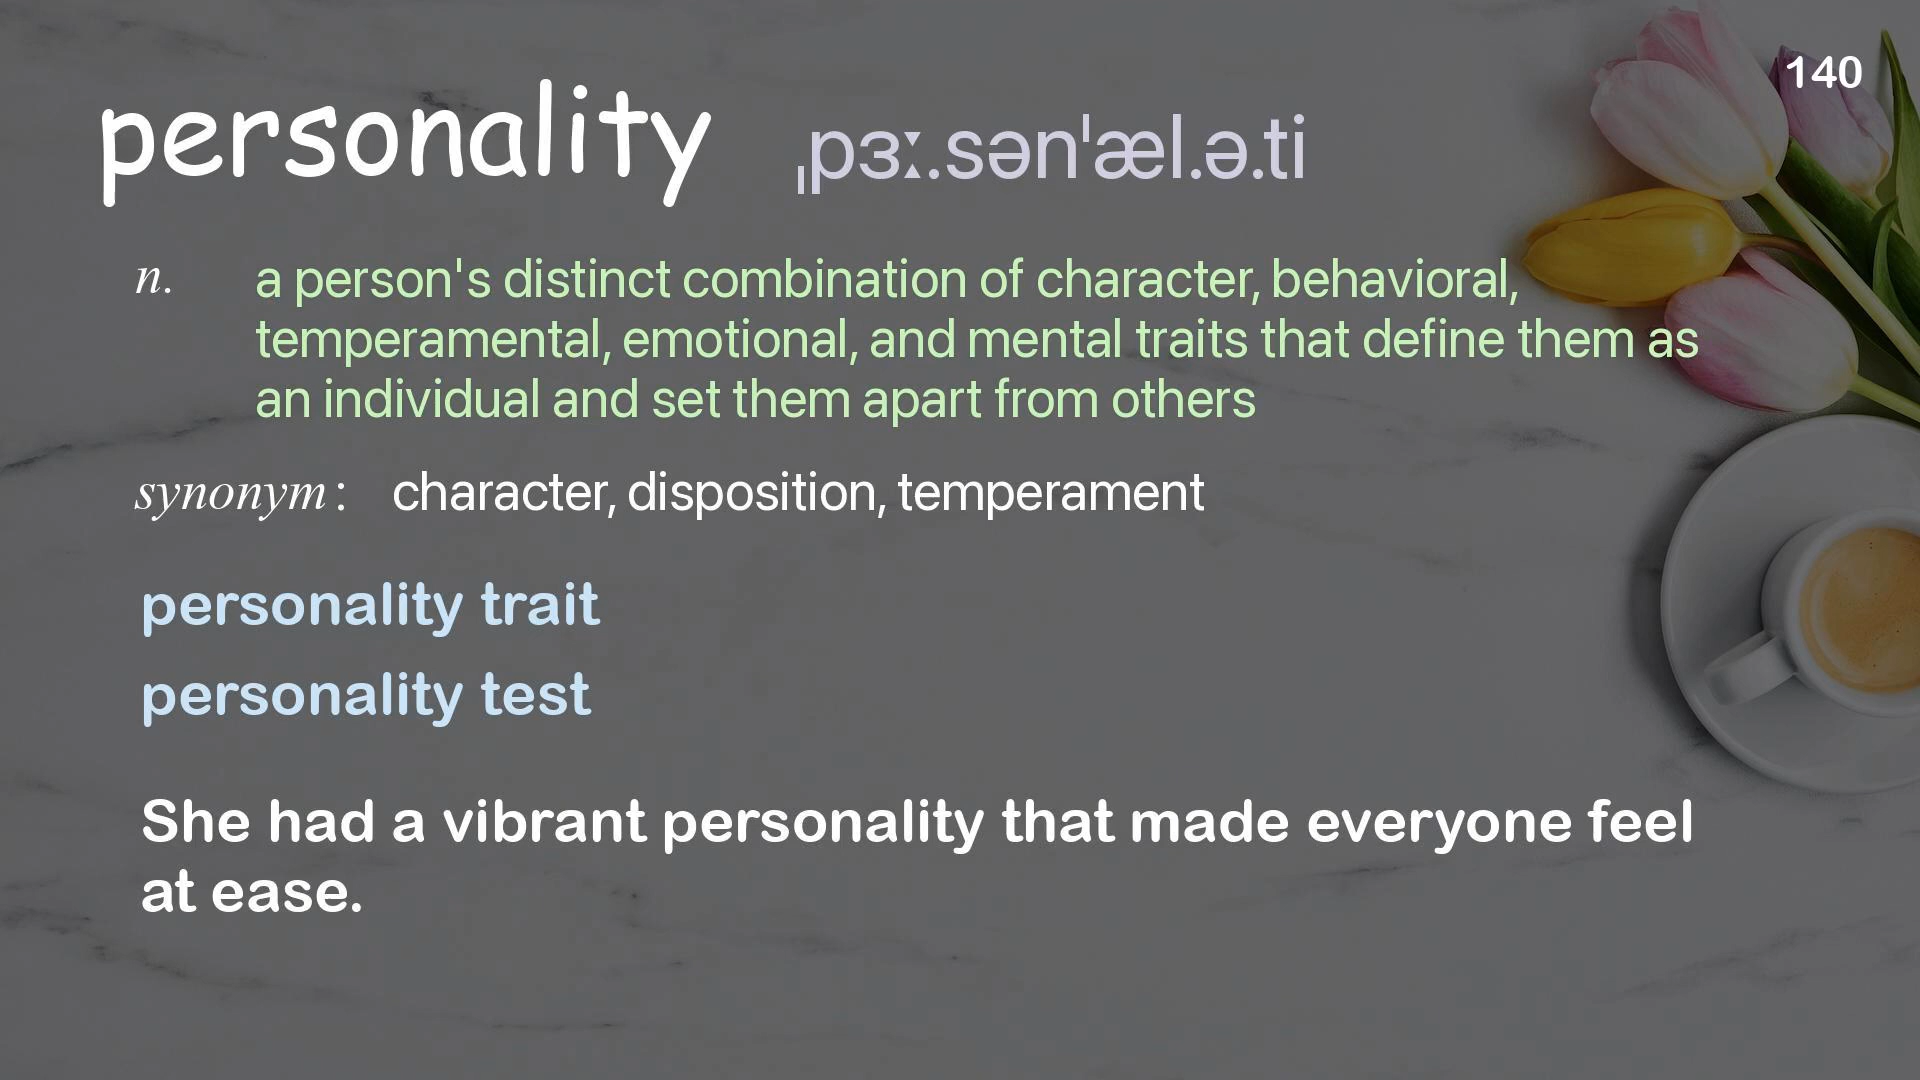 140
personality ˌpɜː.sənˈæl.ə.ti
n. a person's distinct combination of character, behavioral,
temperamental, emotional, and mental traits that define them as
an individual and set them apart from others
synonym: character, disposition, temperament
personality trait
personality test
She had a vibrant personality that made everyone feel
at ease.